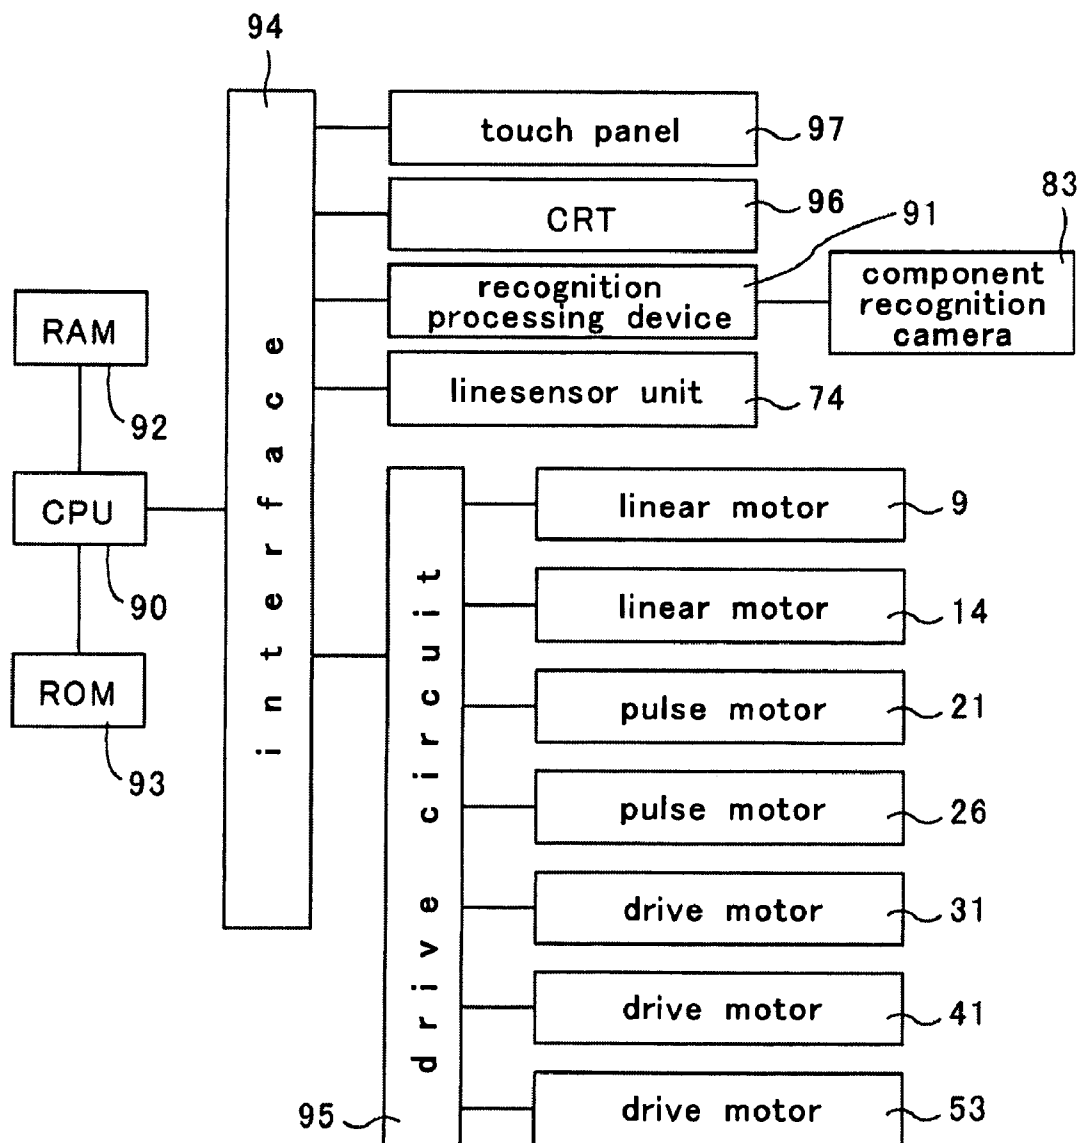 94
touch panel
97
CRT
96
91
83
recognition
processing device
component
recognition
camera
RAM
92
linesensor unit
74
interface
CPU
90
ROM
93
drive circuit
95
linear motor
9
linear motor
14
pulse motor
21
pulse motor
26
drive motor
31
drive motor
41
drive motor
53